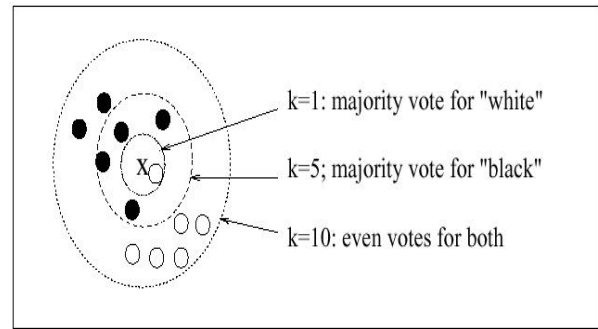 k=1: majority vote for "white"
X
k=5; majority vote for "black"
k=10: even votes for both